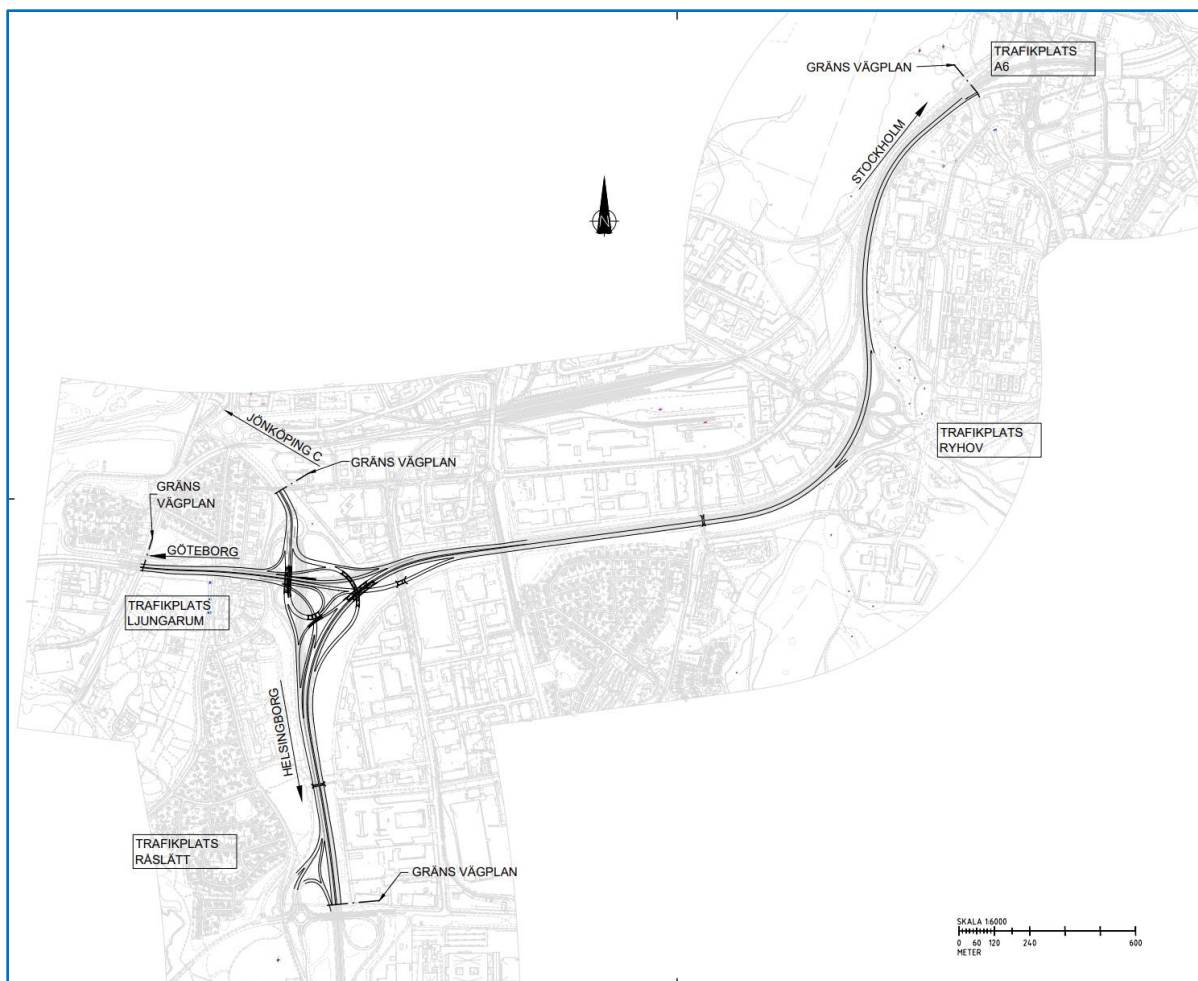 TRAFIKPLATS
A6
GRÄNS VÄGPLAN
STOCKHOLM
N
JÖNKÖPING C
GRÄNS VÄGPLAN
GRÄNS
VÄGPLAN
GÖTEBORG
TRAFIKPLATS
RYHOV
TRAFIKPLATS
LJUNGARUM
HELSINGBORG
TRAFIKPLATS
RÅSLÄTT
GRÄNS VÄGPLAN
SKALA 1:6000
0 60 120 240 600
METER